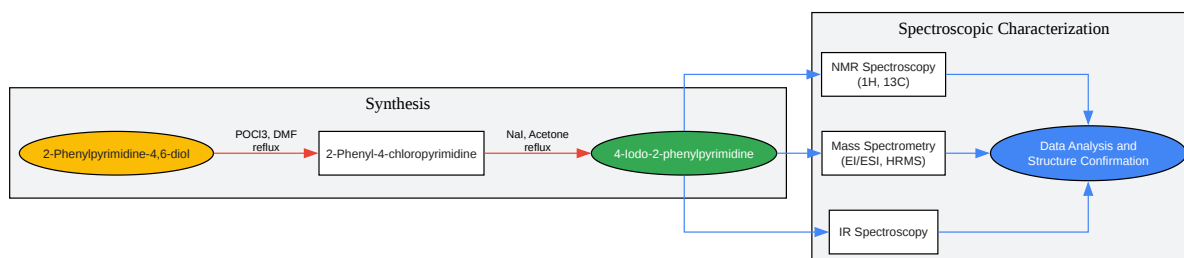 Spectroscopic Characterization
NMR Spectroscopy
(1H, 13C)
Synthesis
POCl3, DMF
reflux
NaI, Acetone
reflux
2-Phenylpyrimidine-4,6-diol
2-Phenyl-4-chloropyrimidine
4-Iodo-2-phenylpyrimidine
Mass Spectrometry
(EI/ESI, HRMS)
Data Analysis and
Structure Confirmation
IR Spectroscopy